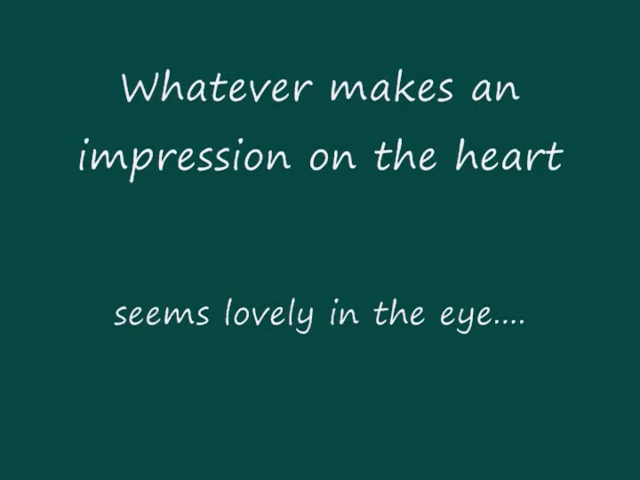 Whatever makes an
impression on the heart
seems lovely in the eye....